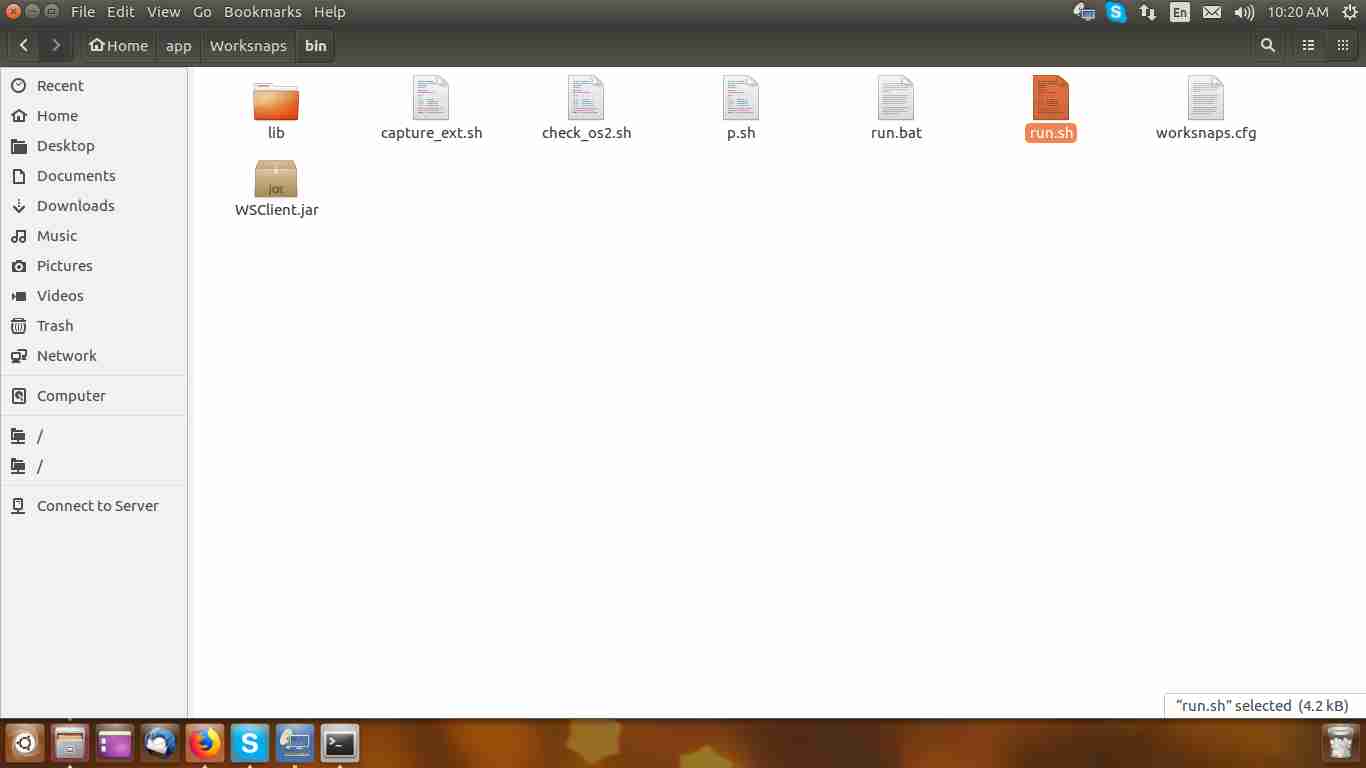 File Edit View Go Bookmarks Help
En 10:20 AM
Home app Worksnaps bin
Recent
Home
Desktop
Documents
Downloads
Music
Pictures
Videos
Trash
Network
Computer
/
/
Connect to Server
lib capture_ext.sh check_os2.sh p.sh run.bat run.sh worksnaps.cfg
jar
WSClient.jar
"run.sh" selected (4.2 kB)